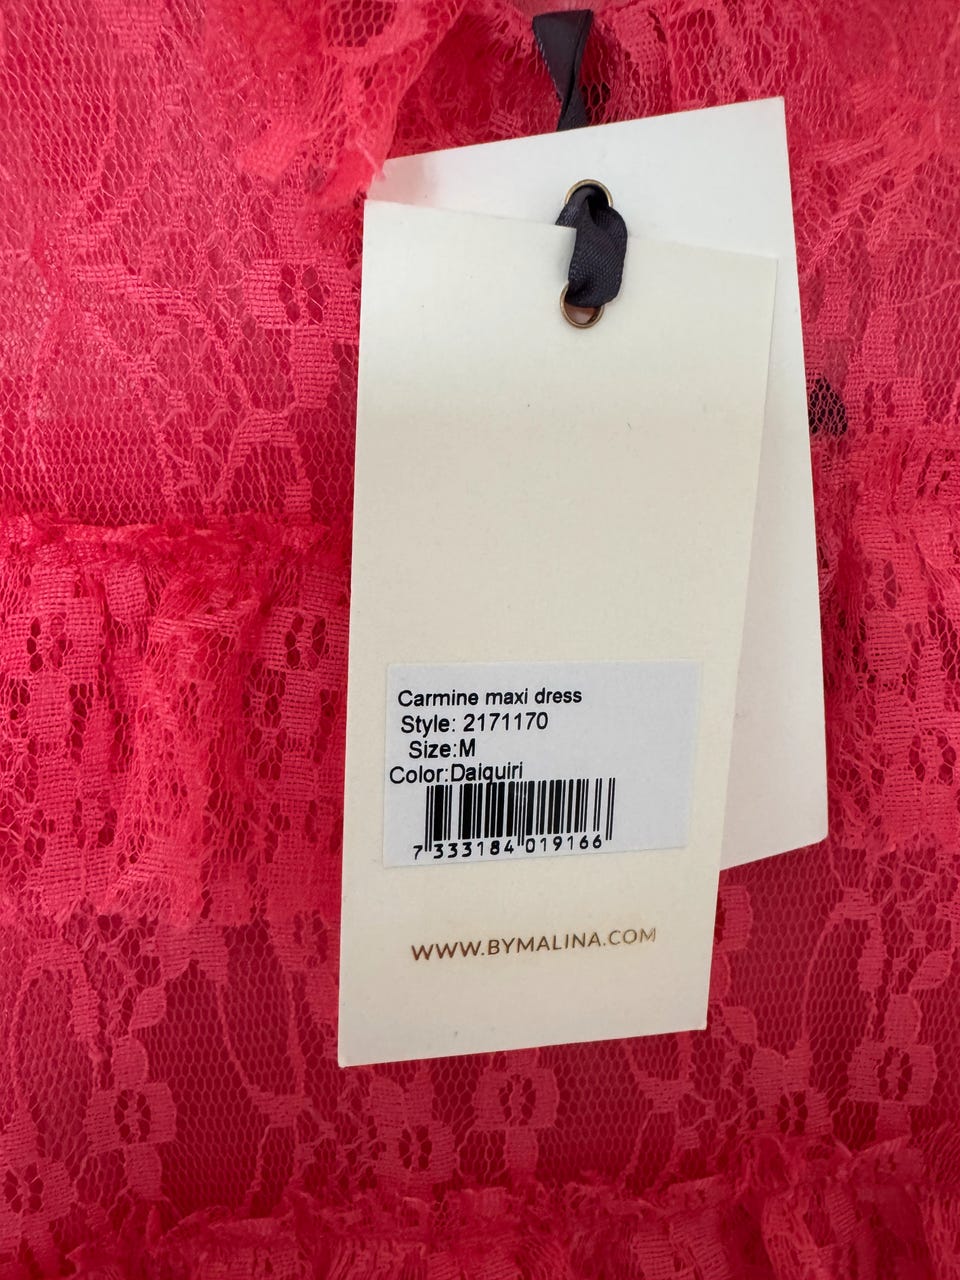 Carmine maxi dress
Style: 2171170
Size:M
Color:Daiquiri
7 333184 019166
WWW.BYMALINA.COM